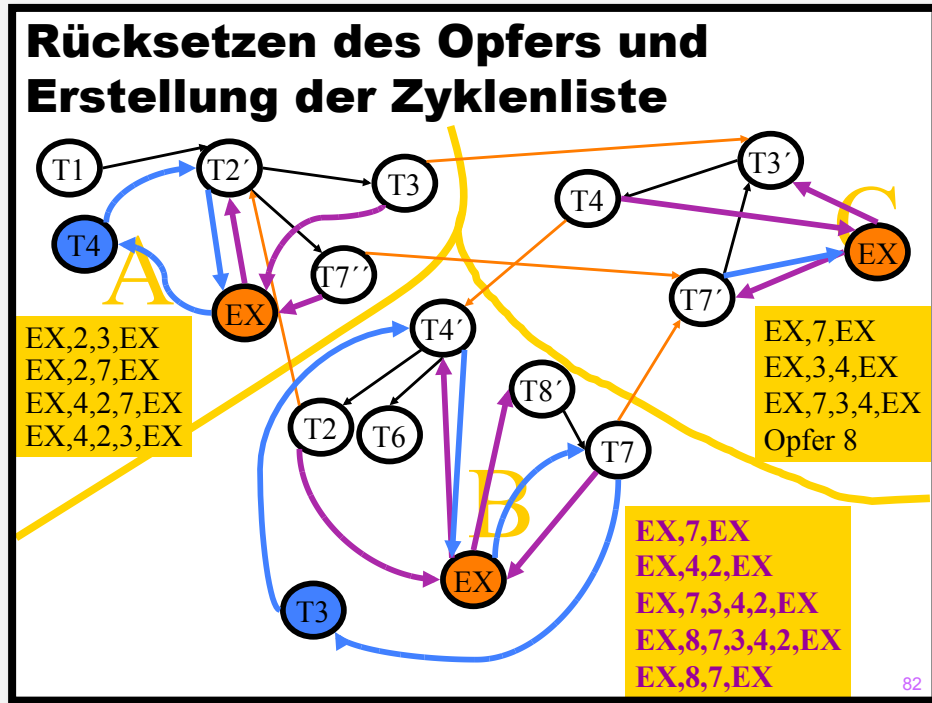 Rücksetzen des Opfers und
Erstellung der Zyklenliste
T1
T2´
T3
T4
T7´´
EX
A
EX,2,3,EX
EX,2,7,EX
EX,4,2,7,EX
EX,4,2,3,EX
T3´
T4
C
EX
T7´
EX,7,EX
EX,3,4,EX
EX,7,3,4,EX
Opfer 8
T4´
T8´
T2
T6
T7
B
EX
T3
EX,7,EX
EX,4,2,EX
EX,7,3,4,2,EX
EX,8,7,3,4,2,EX
EX,8,7,EX
82